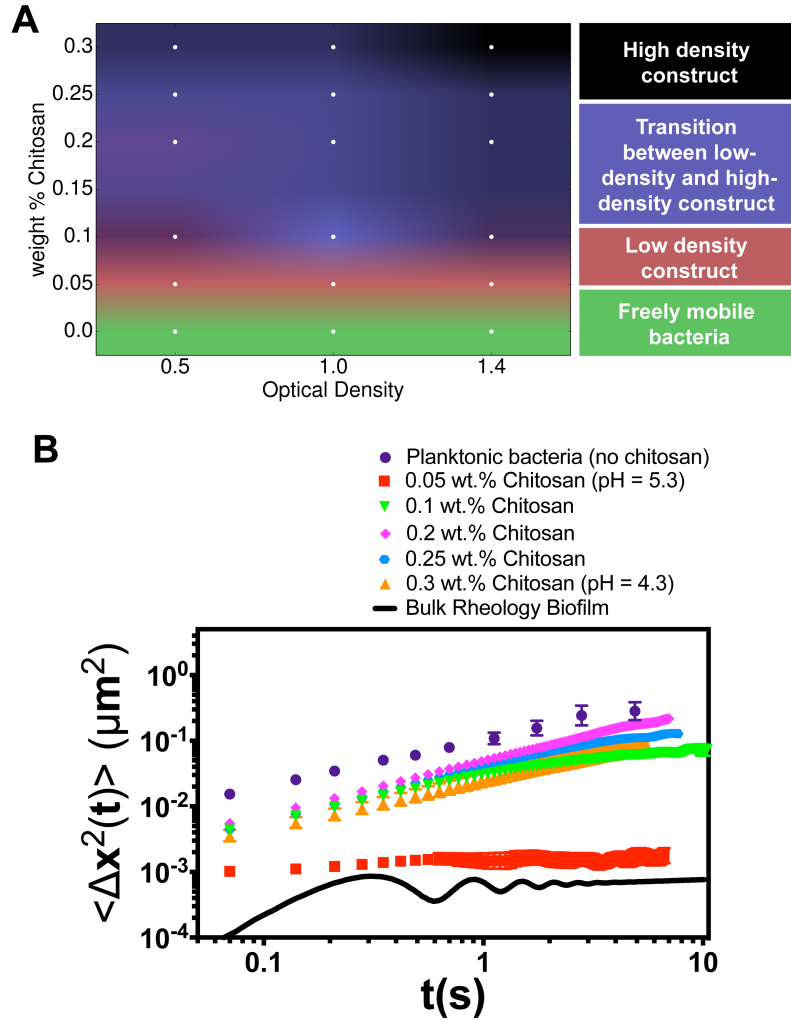 A
weight % Chitosan
0.3
0.25
0.2
0.15
0.1
0.05
0.0
0.5
1.0
1.4
Optical Density
High density
construct
Transition
between low-
density and high-
density construct
Low density
construct
Freely mobile
bacteria
B
Planktonic bacteria (no chitosan)
0.05 wt.% Chitosan (pH = 5.3)
0.1 wt.% Chitosan
0.2 wt.% Chitosan
0.25 wt.% Chitosan
0.3 wt.% Chitosan (pH = 4.3)
Bulk Rheology Biofilm
<Δx²(t)> (μm²)
10⁰
10⁻¹
10⁻²
10⁻³
10⁻⁴
0.1
1
10
t(s)